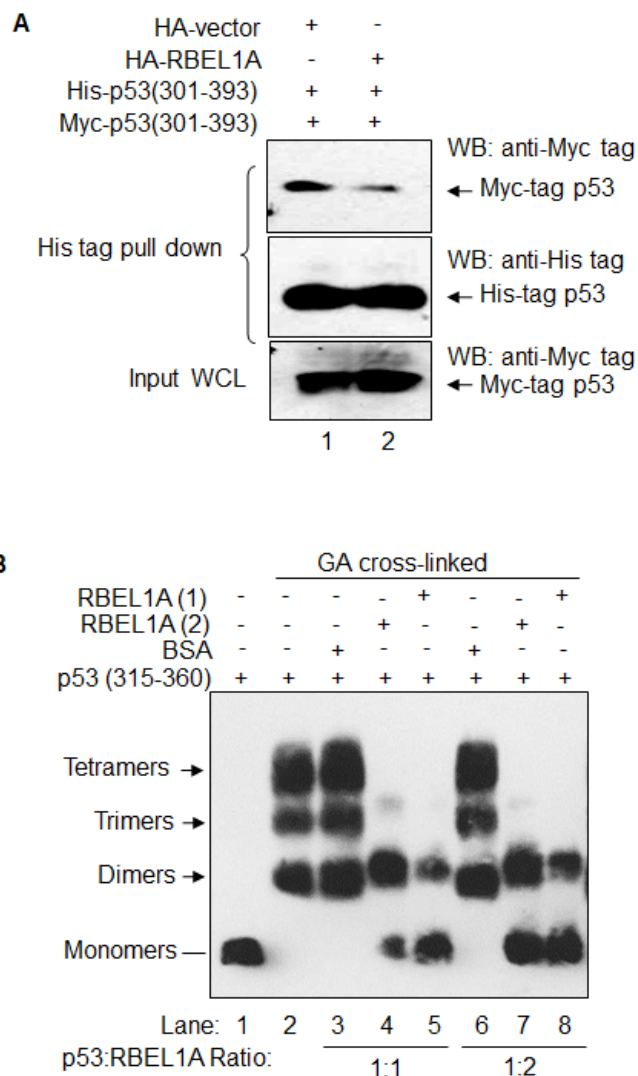 A
HA-vector + -
HA-RBEL1A - +
His-p53(301-393) + +
Myc-p53(301-393) + +
WB: anti-Myc tag
← Myc-tag p53
His tag pull down
WB: anti-His tag
← His-tag p53
Input WCL
WB: anti-Myc tag
← Myc-tag p53
1 2
B
GA cross-linked
RBEL1A (1) - - - - + - - +
RBEL1A (2) - - - + - - + -
BSA - - + - - + - -
p53 (315-360) + + + + + + + +
Tetramers →
Trimers →
Dimers →
Monomers —
Lane: 1 2 3 4 5 6 7 8
p53:RBEL1A Ratio: 1:1 1:2